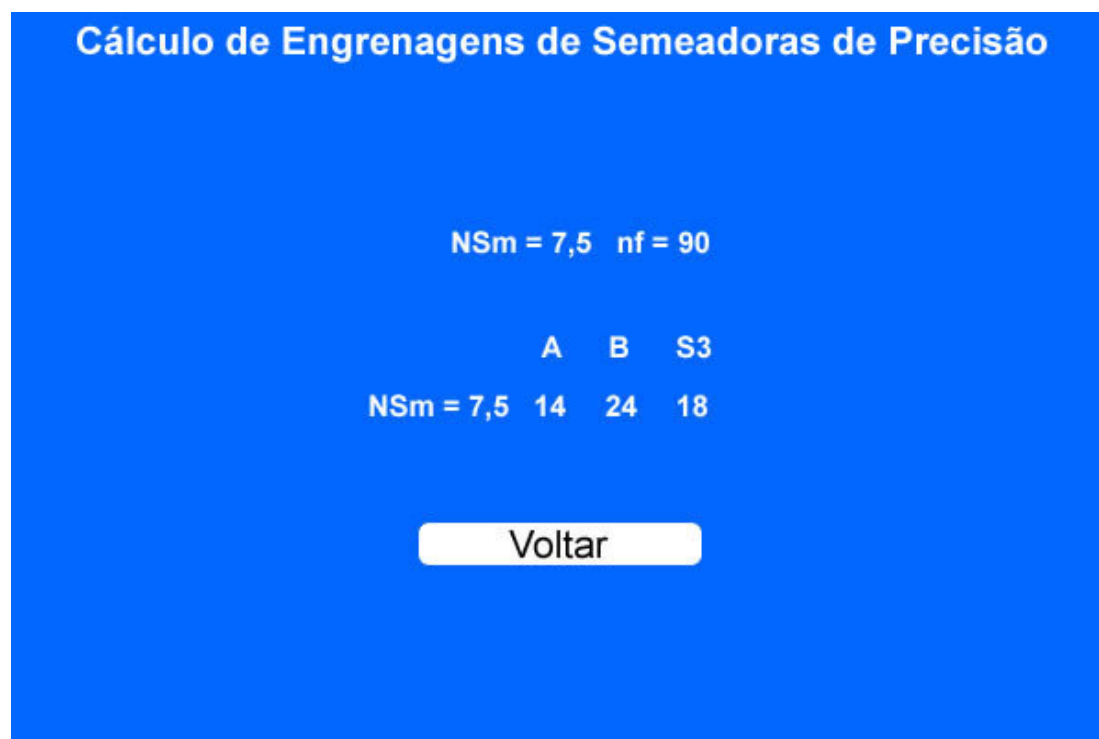 Cálculo de Engrenagens de Semeadoras de Precisão
NSm = 7,5 nf = 90
A B S3
NSm = 7,5 14 24 18
Voltar